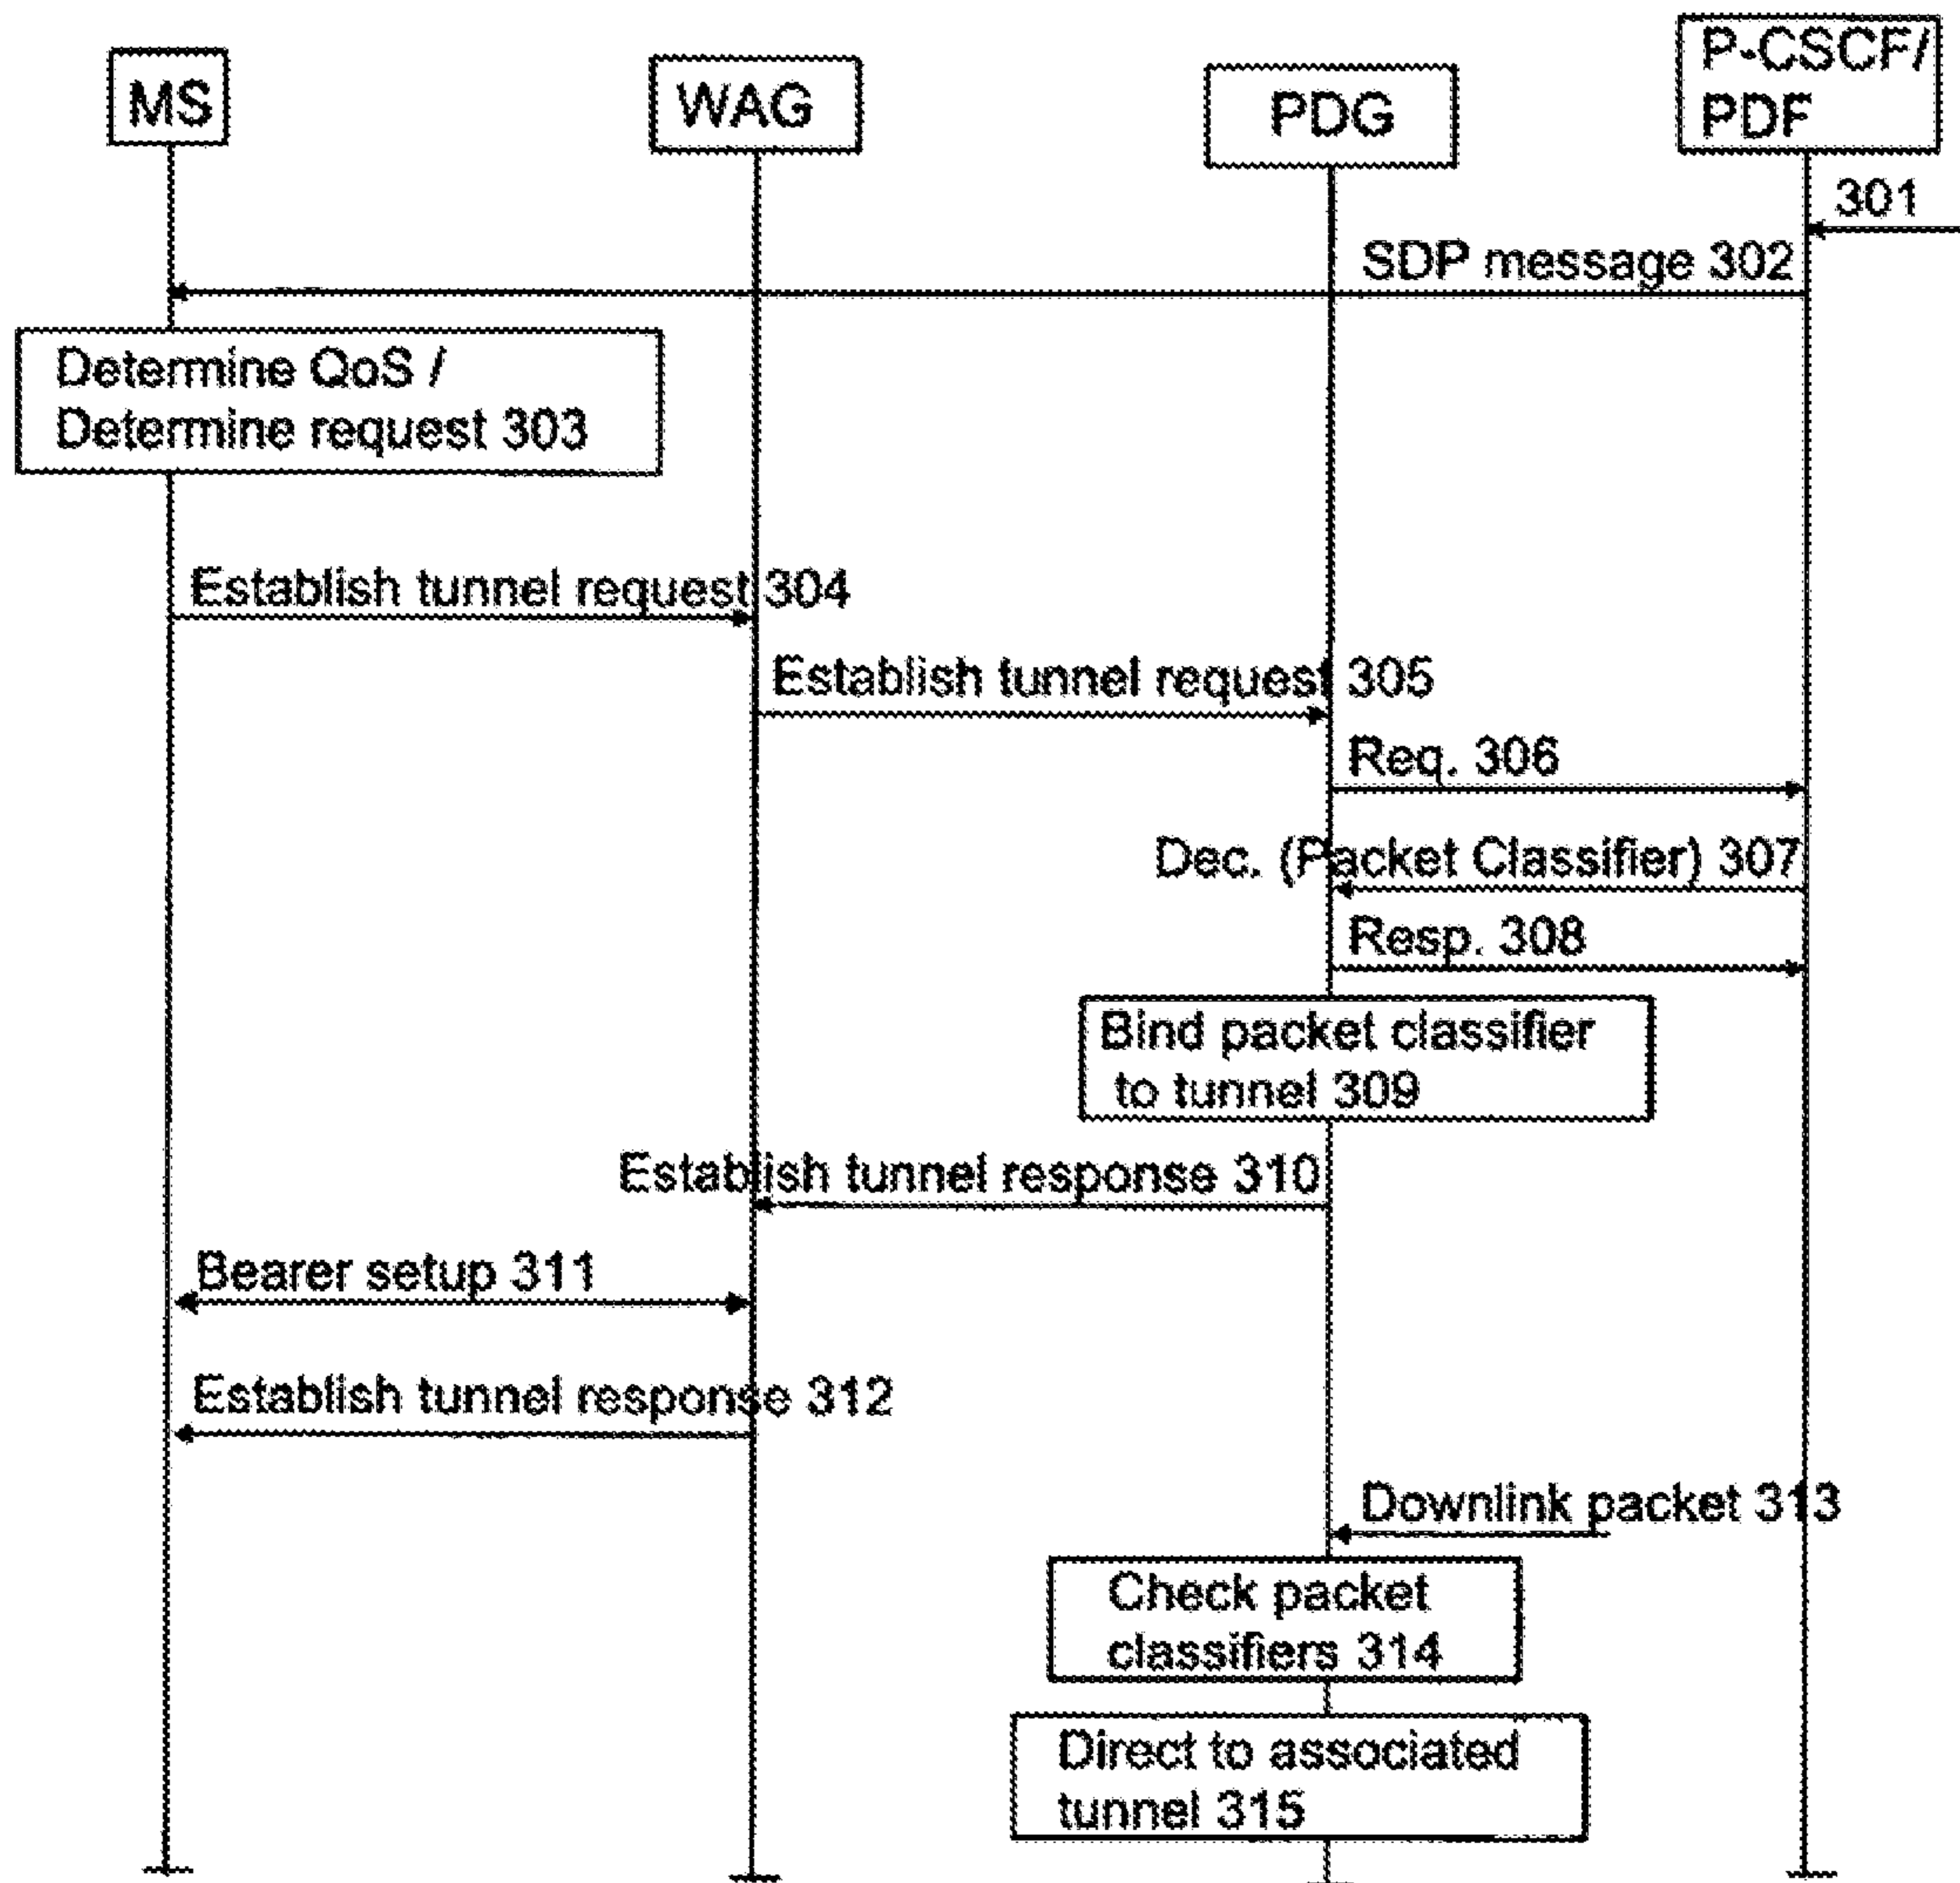 MS
WAG
PDG
P-CSCF/
PDF
301
SDP message 302
Determine QoS /
Determine request 303
Establish tunnel request 304
Establish tunnel request 305
Req. 306
Dec. (Packet Classifier) 307
Resp. 308
Bind packet classifier
to tunnel 309
Establish tunnel response 310
Bearer setup 311
Establish tunnel response 312
Downlink packet 313
Check packet
classifiers 314
Direct to associated
tunnel 315